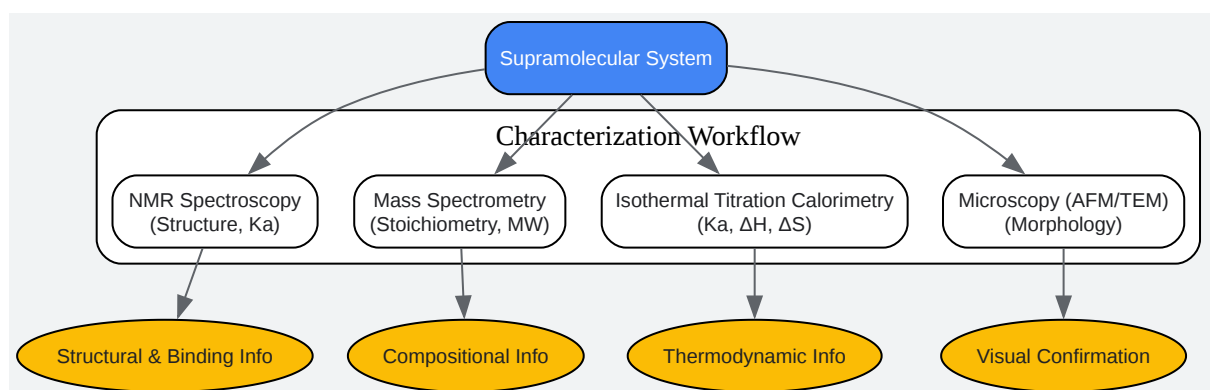 Supramolecular System
Characterization Workflow
NMR Spectroscopy
(Structure, Ka)
Mass Spectrometry
(Stoichiometry, MW)
Isothermal Titration Calorimetry
(Ka, ΔH, ΔS)
Microscopy (AFM/TEM)
(Morphology)
Structural & Binding Info
Compositional Info
Thermodynamic Info
Visual Confirmation